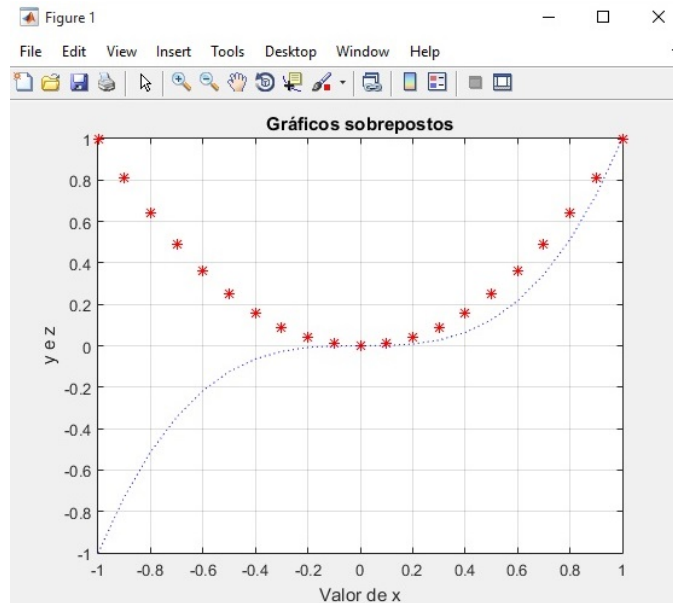 Figure 1
File Edit View Insert Tools Desktop Window Help
Gráficos sobrepostos
1
0.8
0.6
0.4
0.2
0
-0.2
-0.4
-0.6
-0.8
-1
y e z
-1 -0.8 -0.6 -0.4 -0.2 0 0.2 0.4 0.6 0.8 1
Valor de x